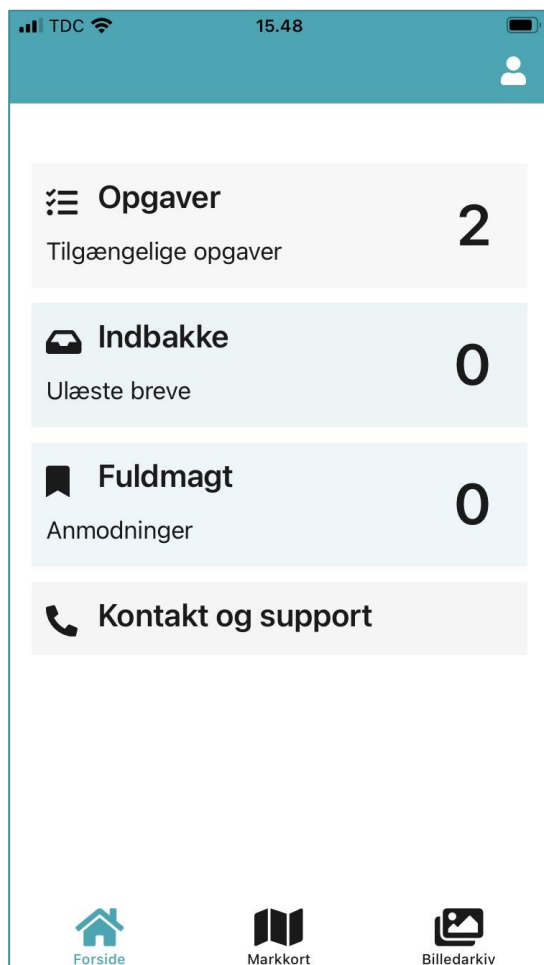 TDC
15.48
Opgaver
Tilgængelige opgaver
2
Indbakke
Ulæste breve
0
Fuldmagt
Anmodninger
0
Kontakt og support
Forside
Markkort
Billedarkiv